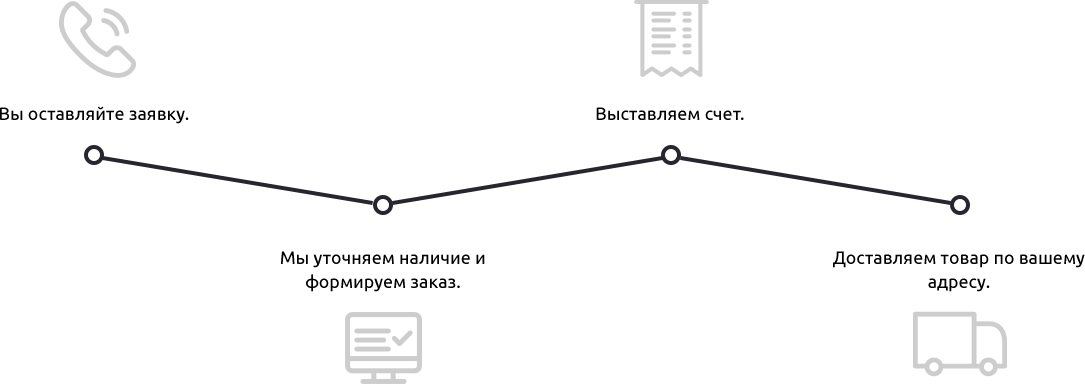 Вы оставляйте заявку.
Мы уточняем наличие и
формируем заказ.
Выставляем счет.
Доставляем товар по вашему
адресу.